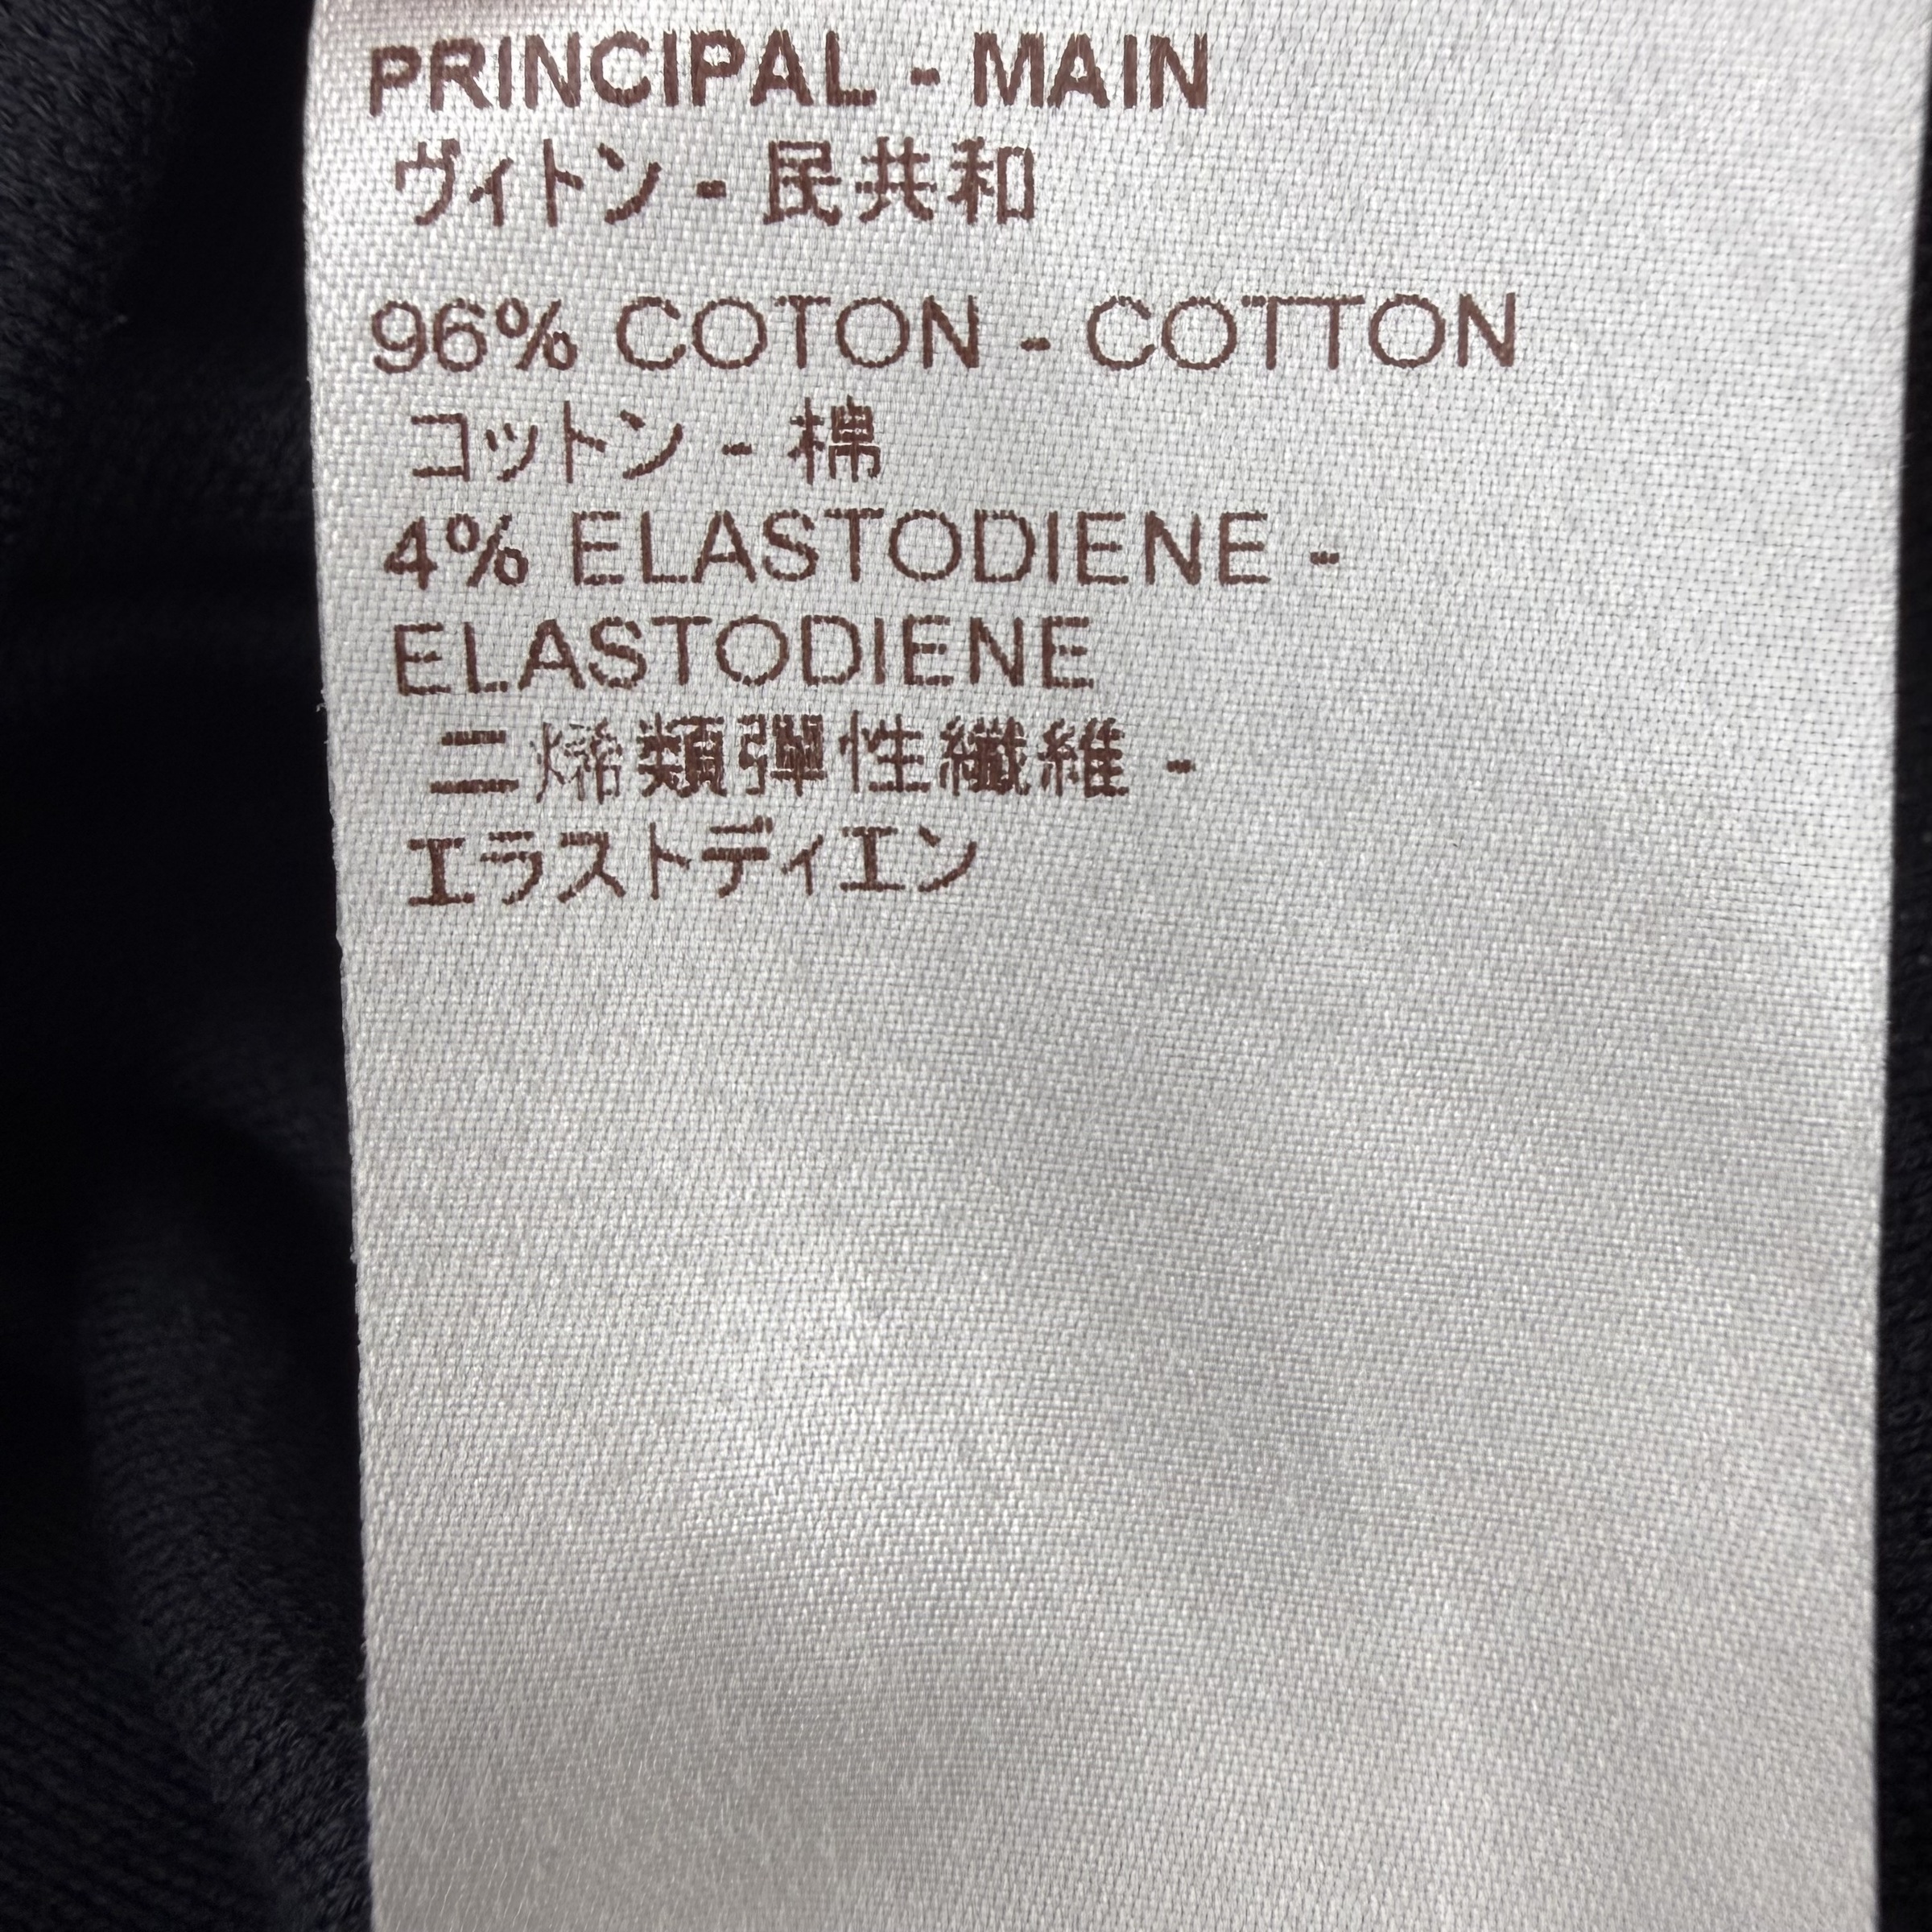 PRINCIPAL - MAIN
ヴィトン - 民共和
96% COTON - COTTON
コットン - 棉
4% ELASTODIENE -
ELASTODIENE
二烯類彈性纖維 -
エラストディエン